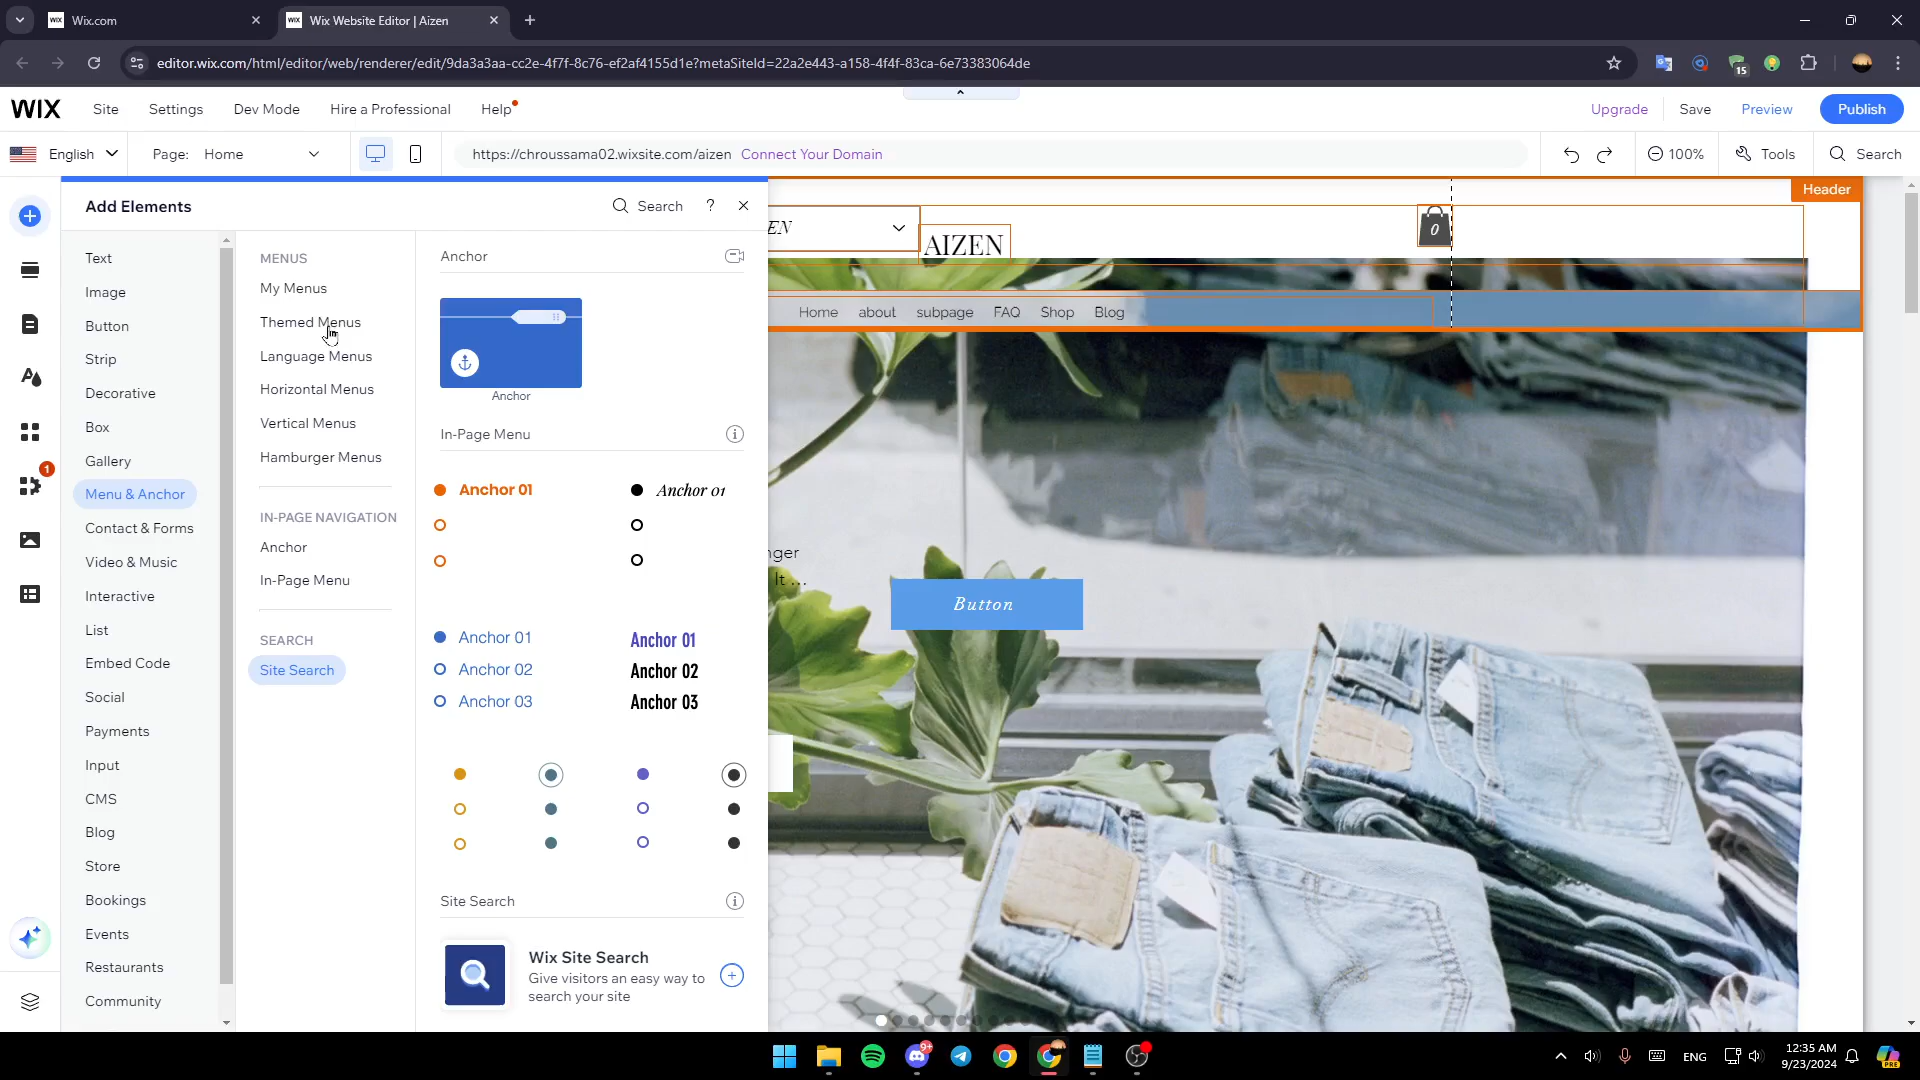 Wix.com
Wix Website Editor | Aizen
editor.wix.com/html/editor/web/renderer/edit/9da3a3aa-cc2e-4f7f-8c76-ef2af4155d1e?metaSiteId=22a2e443-a158-4f4f-83ca-6e73383064de
15
WIX
Site
Settings
Dev Mode
Hire a Professional
Help
Upgrade
Save
Preview
Publish
English
Page: Home
https://chroussama02.wixsite.com/aizen Connect Your Domain
100%
Tools
Search
Add Elements
Search
?
Header
Text
Image
Button
Strip
Decorative
Box
Gallery
Menu & Anchor
Contact & Forms
Video & Music
Interactive
List
Embed Code
Social
Payments
Input
CMS
Blog
Store
Bookings
Events
Restaurants
Community
1
MENUS
My Menus
Themed Menus
Language Menus
Horizontal Menus
Vertical Menus
Hamburger Menus
IN-PAGE NAVIGATION
Anchor
In-Page Menu
SEARCH
Site Search
Anchor
Anchor
In-Page Menu
Anchor 01
Anchor 01
Anchor 01
Anchor 02
Anchor 03
Anchor 01
Anchor 02
Anchor 03
Site Search
Wix Site Search
Give visitors an easy way to
search your site
EN
AIZEN
0
Home about subpage FAQ Shop Blog
nger
It ...
Button
9+
ENG
12:35 AM
9/23/2024
PRE